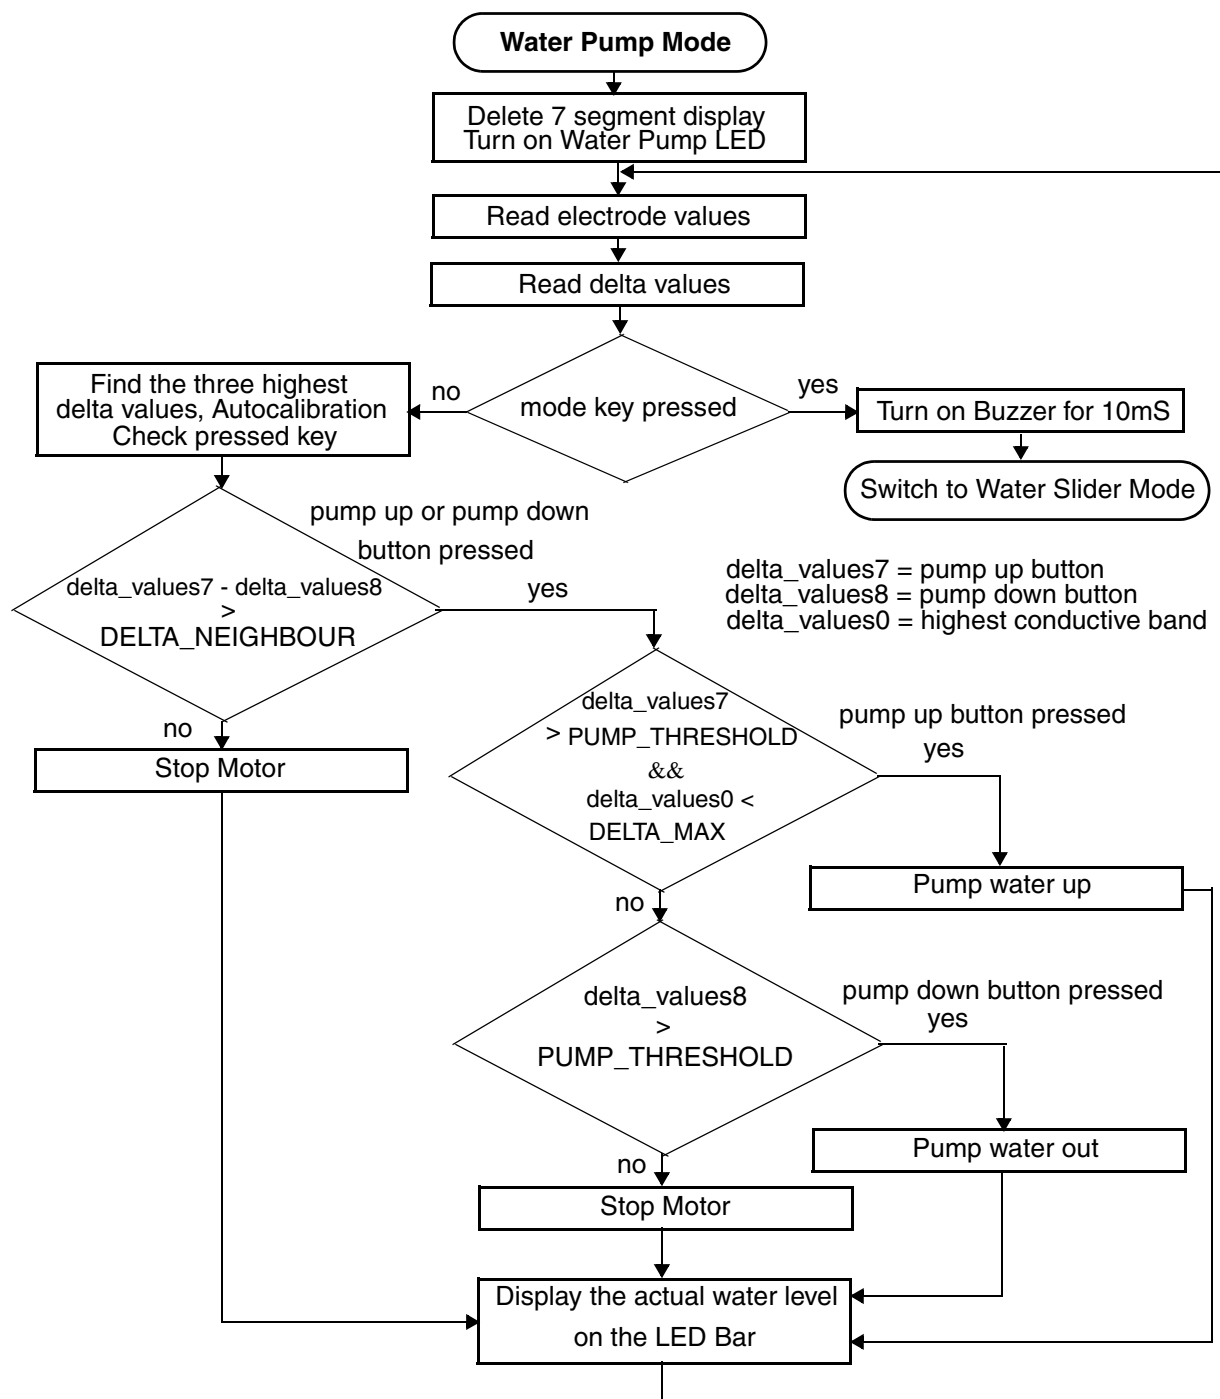 Water Pump Mode
Delete 7 segment display
Turn on Water Pump LED
Read electrode values
Read delta values
mode key pressed
no
yes
Find the three highest
delta values, Autocalibration
Check pressed key
Turn on Buzzer for 10mS
Switch to Water Slider Mode
pump up or pump down
button pressed
delta_values7 - delta_values8
>
DELTA_NEIGHBOUR
yes
delta_values7 = pump up button
delta_values8 = pump down button
delta_values0 = highest conductive band
no
Stop Motor
delta_values7
> PUMP_THRESHOLD
&&
delta_values0 <
DELTA_MAX
pump up button pressed
yes
Pump water up
no
delta_values8
>
PUMP_THRESHOLD
pump down button pressed
yes
Pump water out
no
Stop Motor
Display the actual water level
on the LED Bar